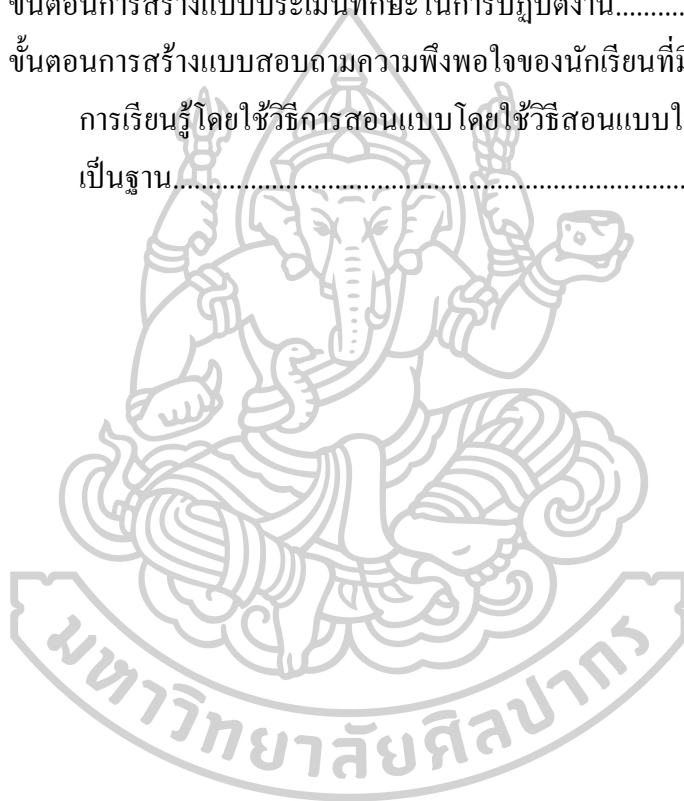 ขั้นตอนการสร้างแบบประเมินทักษะในการปฏิบัติงาน..........
ขั้นตอนการสร้างแบบสอบถามความพึงพอใจของนักเรียนที่มี
การเรียนรู้โดยใช้วิธีการสอนแบบโดยใช้วิธีสอนแบบใ
เป็นฐาน......................................................................
มหาวิทยาลัยศิลปากร